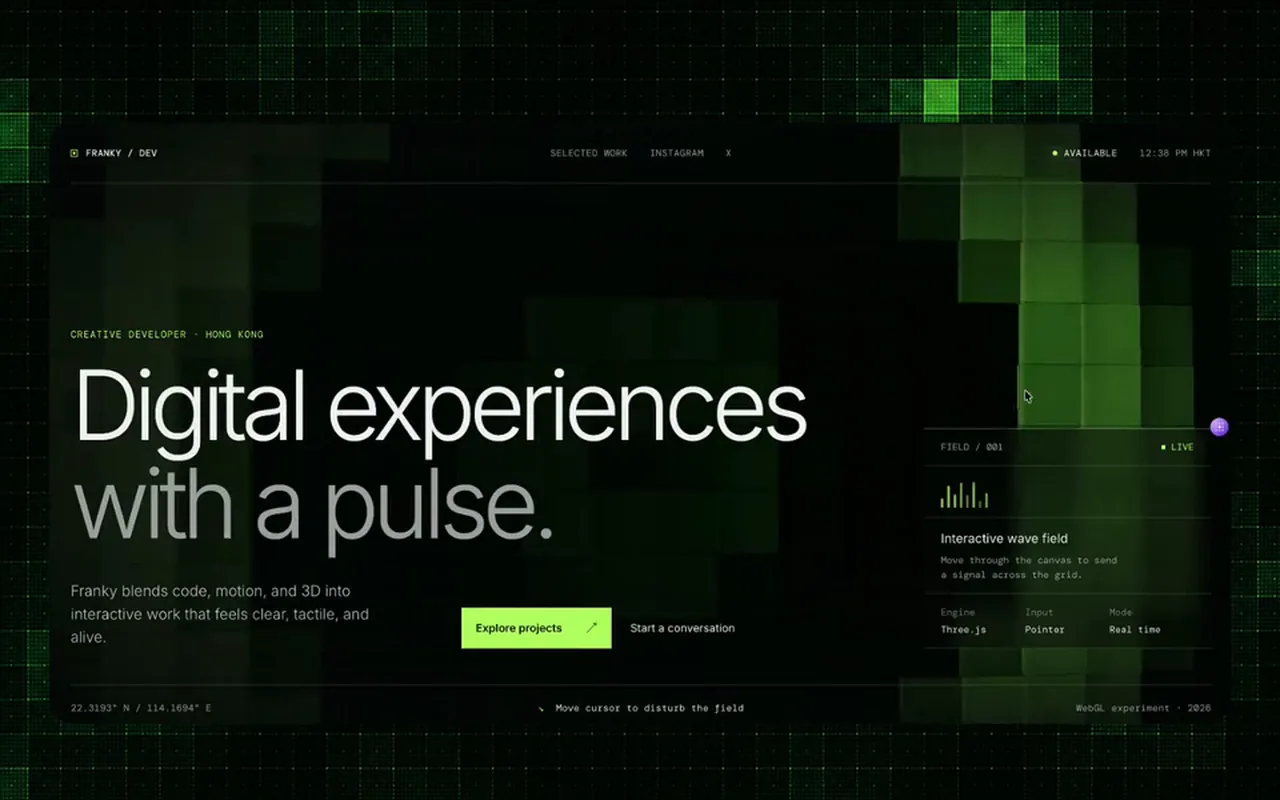 FRANKY / DEV
SELECTED WORK INSTAGRAM X
AVAILABLE 12:38 PM HKT
CREATIVE DEVELOPER · HONG KONG
Digital experiences
with a pulse.
Franky blends code, motion, and 3D into
interactive work that feels clear, tactile, and
alive.
Explore projects ↗
Start a conversation
FIELD / 001
LIVE
Interactive wave field
Move through the canvas to send
a signal across the grid.
Engine Input Mode
Three.js Pointer Real time
22.3193° N / 114.1694° E
↘ Move cursor to disturb the field
WebGL experiment · 2026